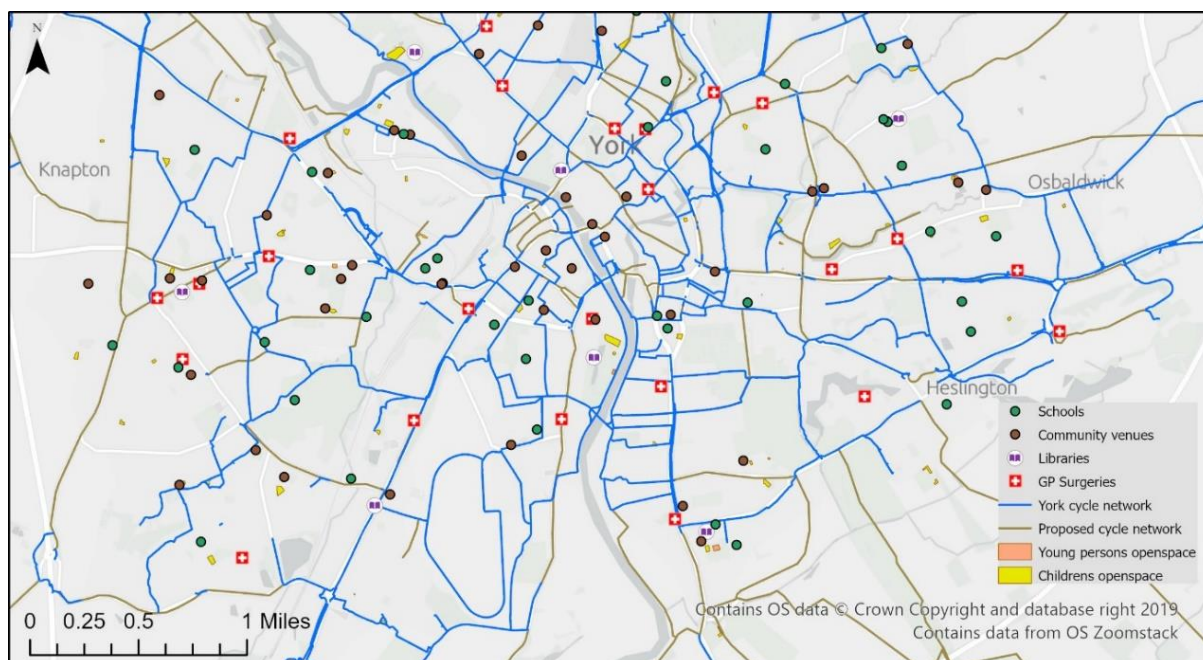 N
York
Knapton
Osbaldwick
Heslington
Schools
Community venues
Libraries
GP Surgeries
York cycle network
Proposed cycle network
Young persons openspace
Childrens openspace
0 0.25 0.5 1 Miles
Contains OS data © Crown Copyright and database right 2019
Contains data from OS Zoomstack